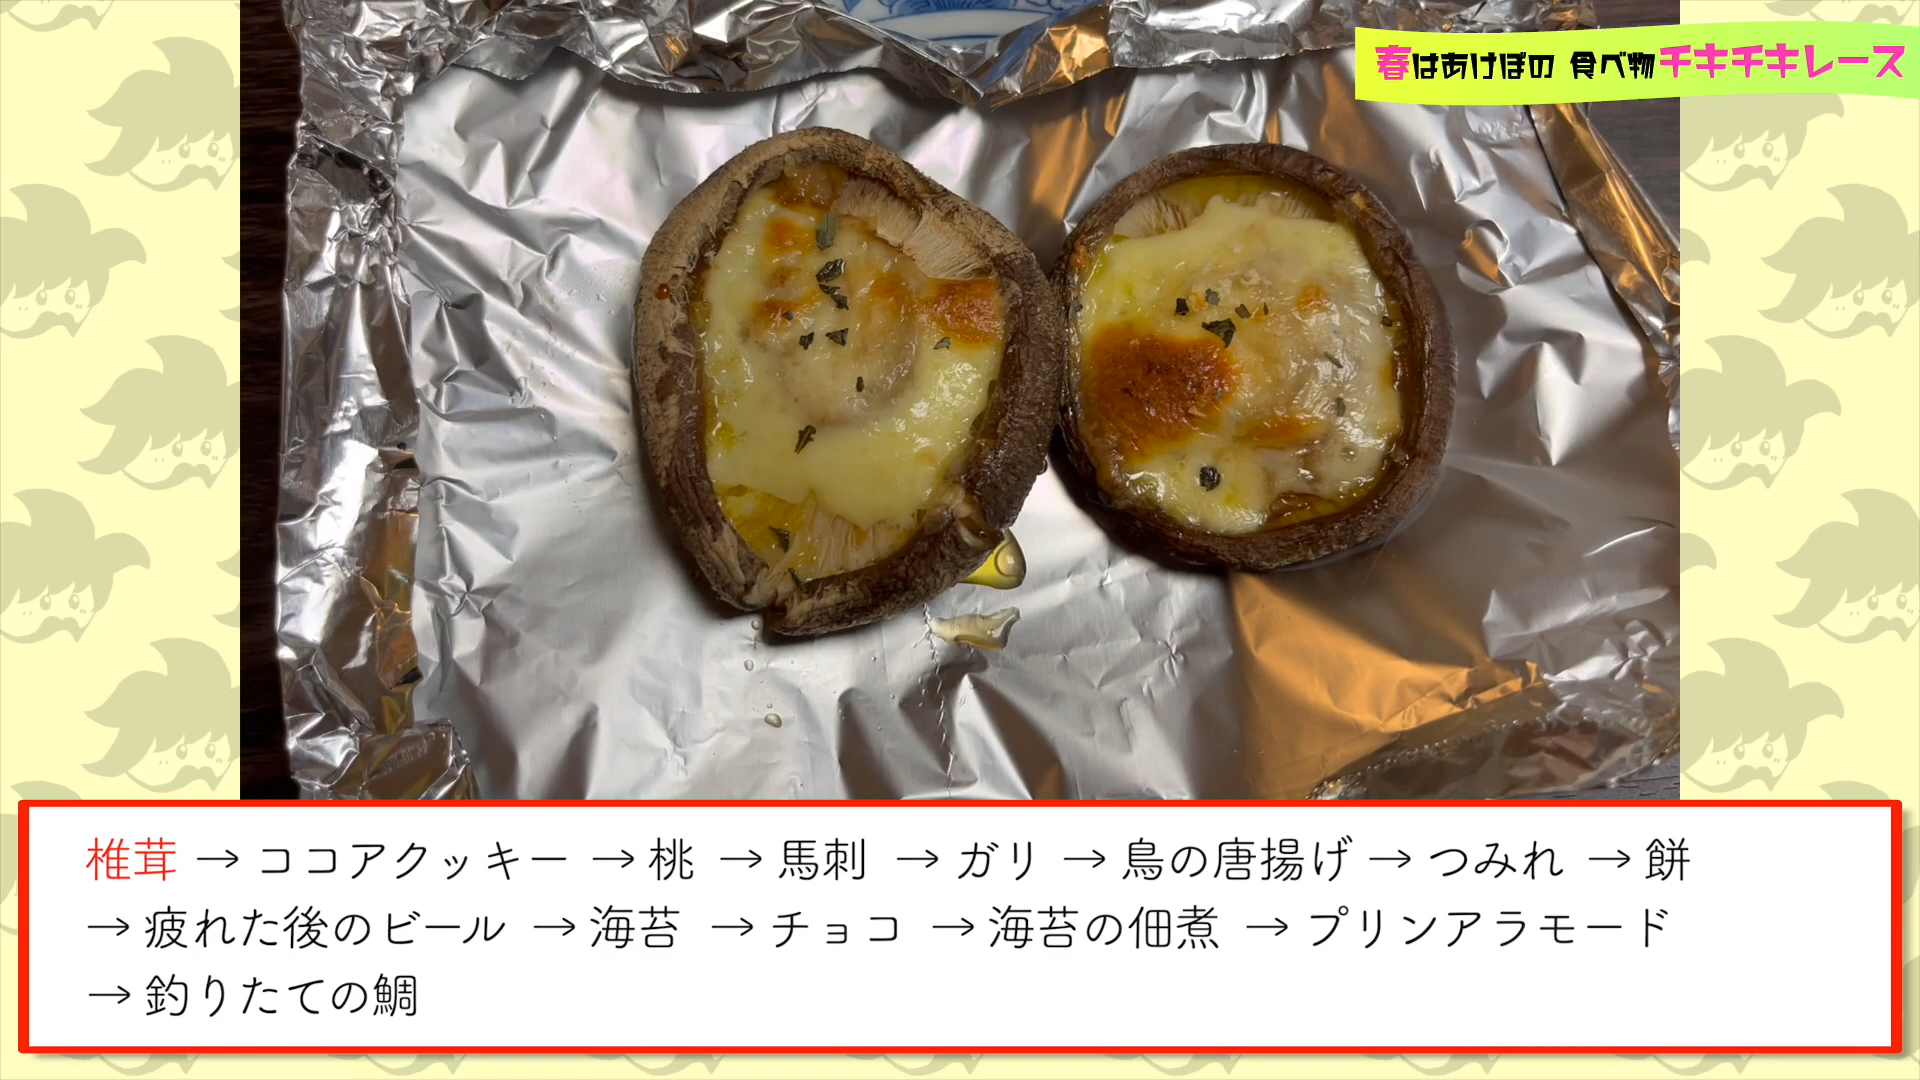 春はあけぼの 食べ物チキチキレース
椎茸 → ココアクッキー → 桃 → 馬刺 → ガリ → 鳥の唐揚げ → つみれ → 餅
→ 疲れた後のビール → 海苔 → チョコ → 海苔の佃煮 → プリンアラモード
→ 釣りたての鯛